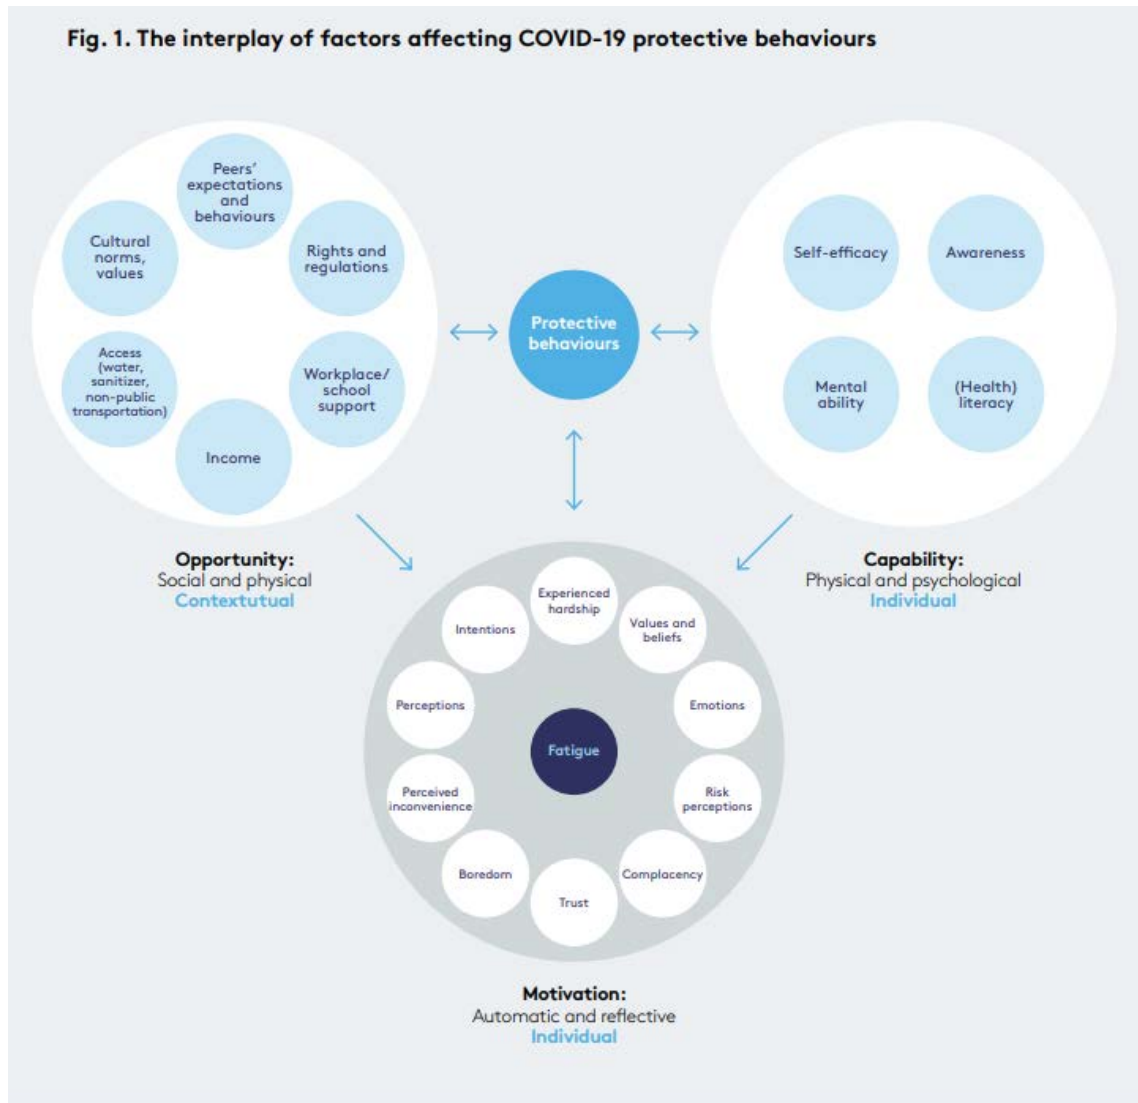 Fig. 1. The interplay of factors affecting COVID-19 protective behaviours
Peers’
expectations
and
behaviours
Cultural
norms,
values
Rights and
regulations
Access
(water,
sanitizer,
non-public
transportation)
Workplace/
school
support
Income
Opportunity:
Social and physical
Contextutual
Protective
behaviours
Self-efficacy
Awareness
Mental
ability
(Health)
literacy
Capability:
Physical and psychological
Individual
Experienced
hardship
Intentions
Values and
beliefs
Perceptions
Emotions
Fatigue
Perceived
inconvenience
Risk
perceptions
Boredom
Complacency
Trust
Motivation:
Automatic and reflective
Individual